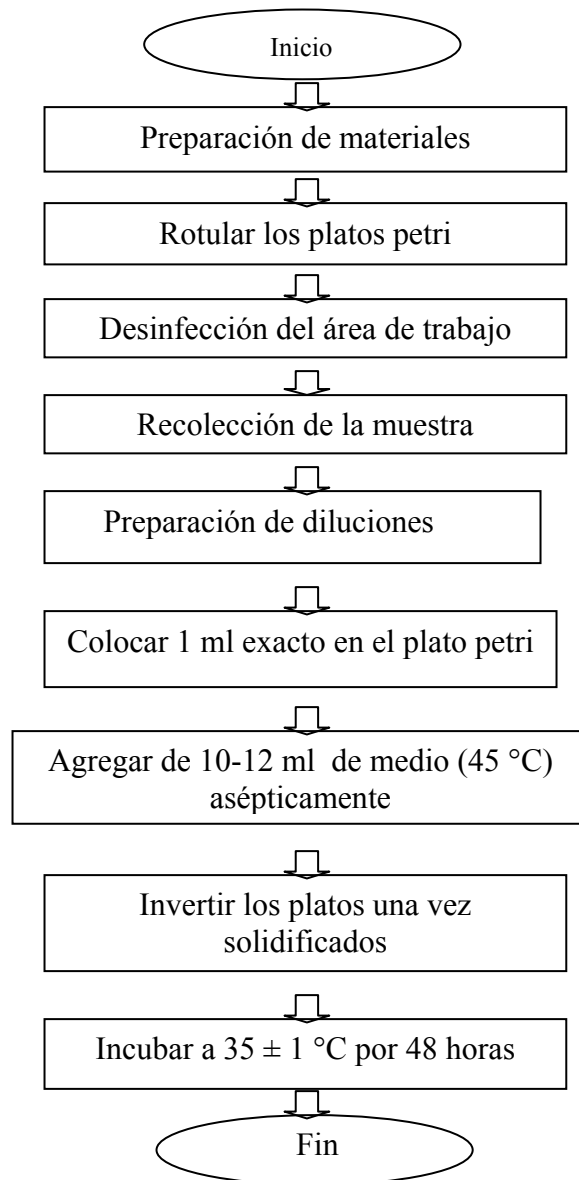 Inicio
Preparación de materiales
Rotular los platos petri
Desinfección del área de trabajo
Recolección de la muestra
Preparación de diluciones
Colocar 1 ml exacto en el plato petri
Agregar de 10-12 ml de medio (45 °C)
asépticamente
Invertir los platos una vez
solidificados
Incubar a 35 ± 1 °C por 48 horas
Fin